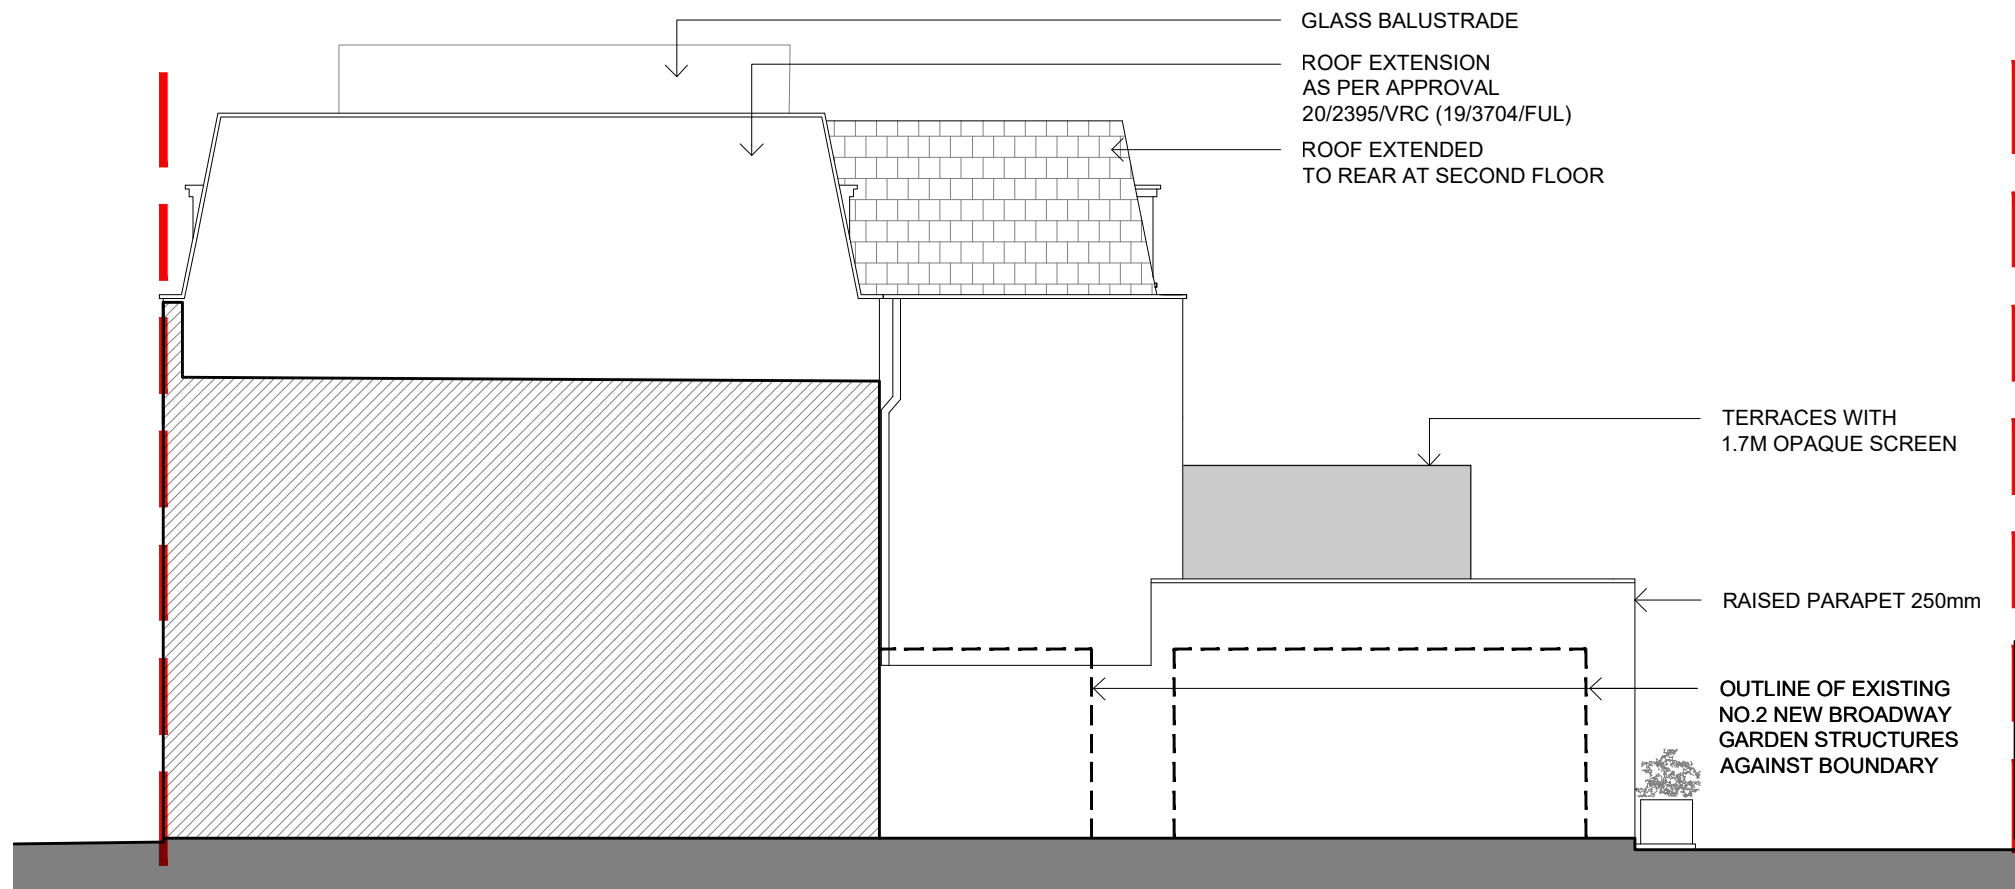 GLASS BALUSTRADE
ROOF EXTENSION
AS PER APPROVAL
20/2395/VRC (19/3704/FUL)
ROOF EXTENDED
TO REAR AT SECOND FLOOR
TERRACES WITH
1.7M OPAQUE SCREEN
RAISED PARAPET 250mm
OUTLINE OF EXISTING
NO.2 NEW BROADWAY
GARDEN STRUCTURES
AGAINST BOUNDARY